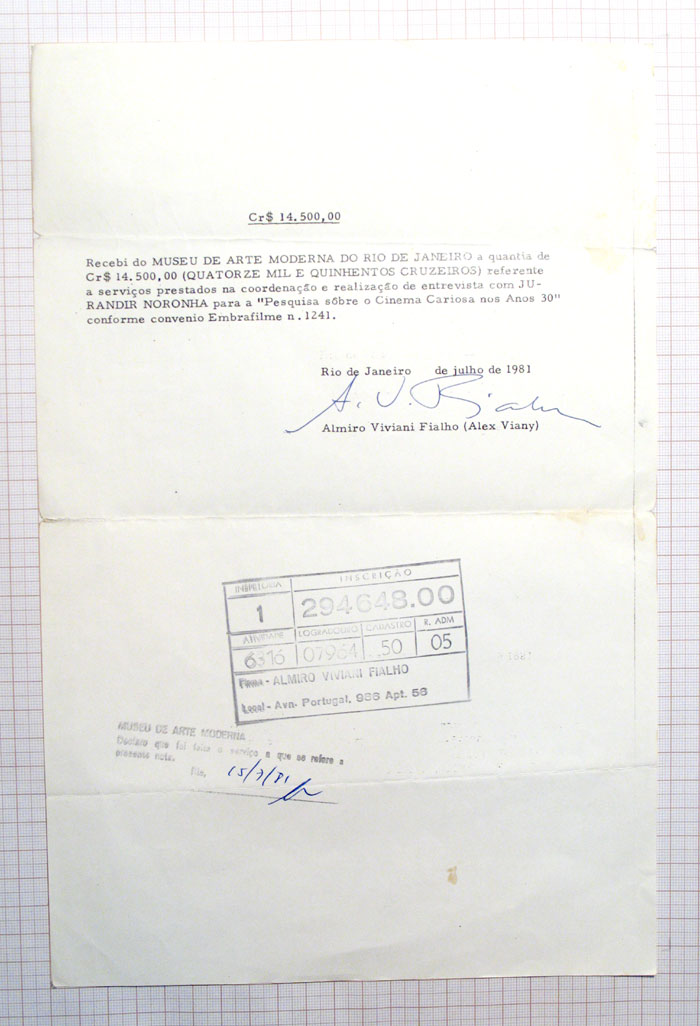 Cr$ 14.500,00
Recebi do MUSEU DE ARTE MODERNA DO RIO DE JANEIRO a quantia de
Cr$ 14.500,00 (QUATORZE MIL E QUINHENTOS CRUZEIROS) referente
a serviços prestados na coordenação e realização de entrevista com JU-
RANDIR NORONHA para a "Pesquisa sôbre o Cinema Cariosa nos Anos 30"
conforme convenio Embrafilme n.1241.
Rio de Janeiro de julho de 1981
A. V. Fialho
Almiro Viviani Fialho (Alex Viany)
INSPETORIA INSCRIÇÃO
1 294648.00
ATIVIDADE LOGRADOURO CADASTRO R. ADM
6316 07964 50 05
Firma - ALMIRO VIVIANI FIALHO
Local - Avn. Portugal, 986 Apt. 56
MUSEU DE ARTE MODERNA
Declaro que foi feito o serviço a que se refere a
presente nota.
Rio, 15/7/81